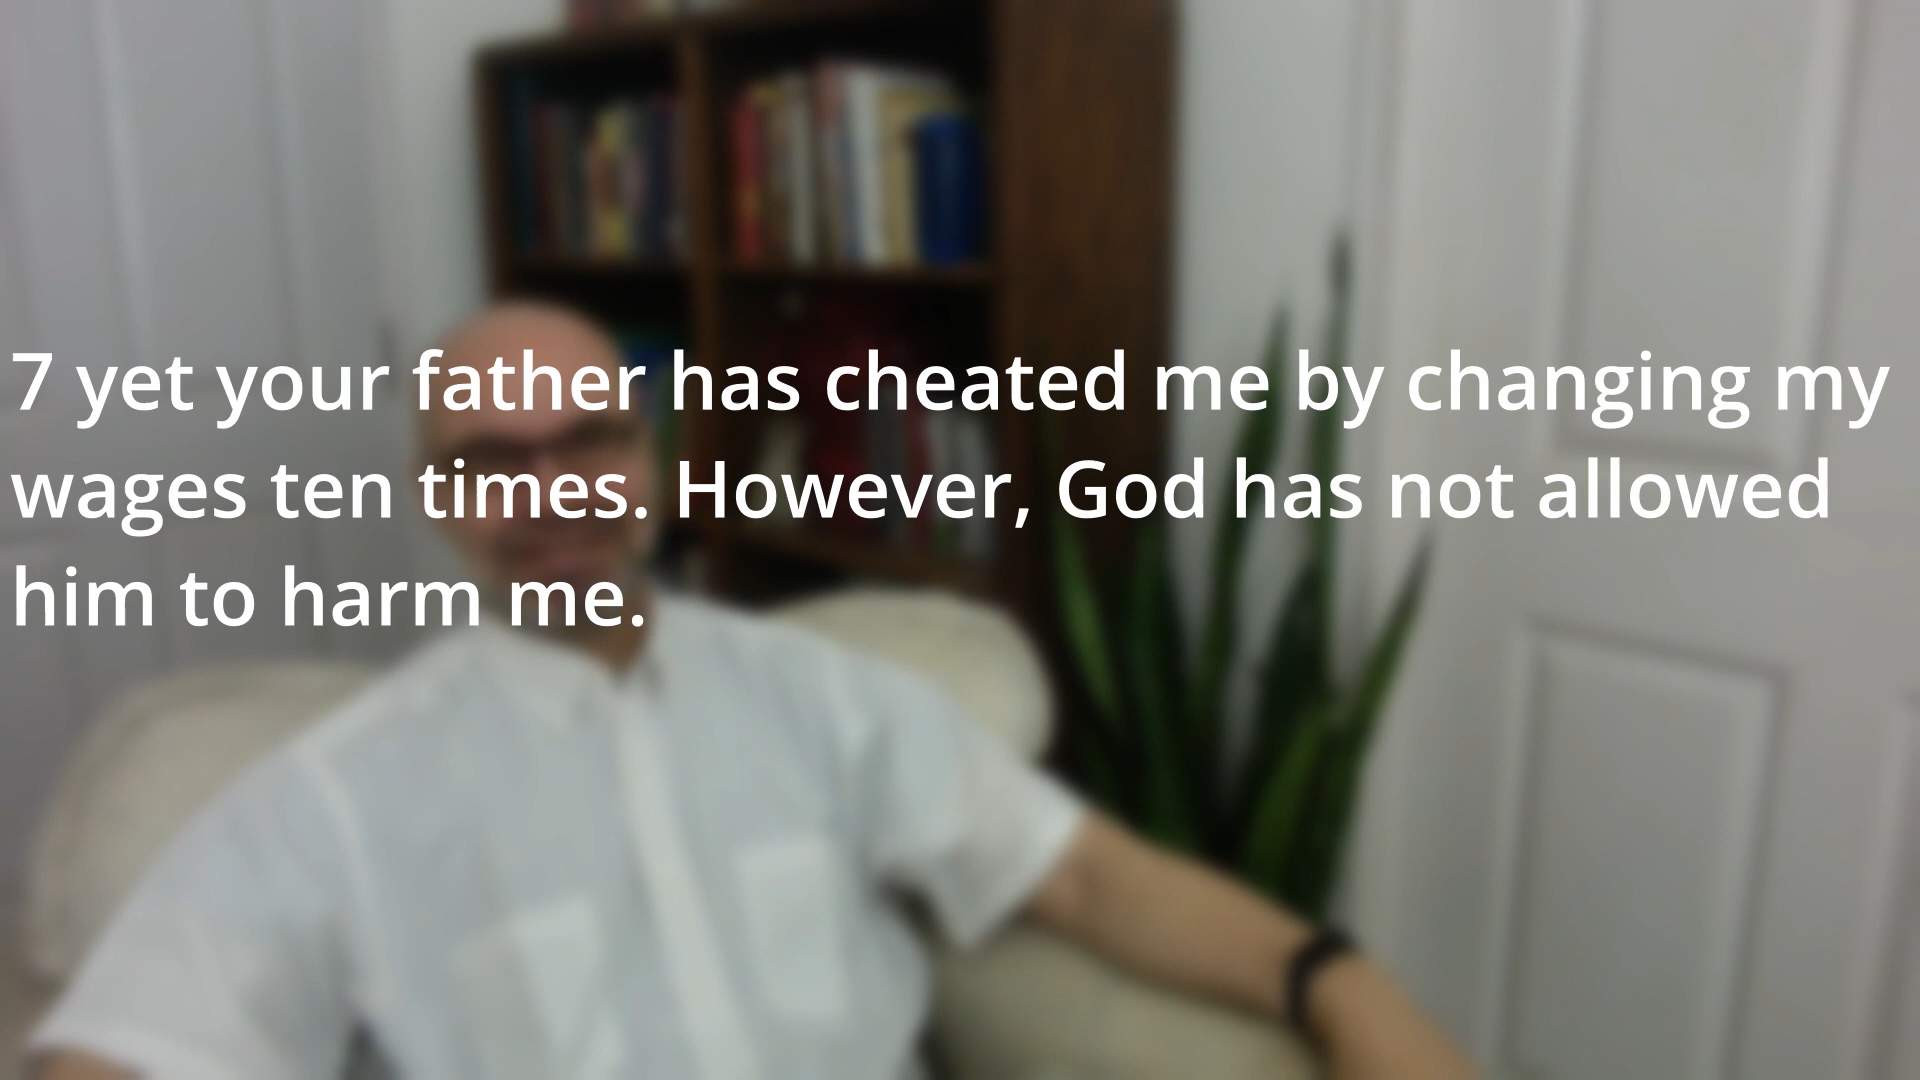 7 yet your father has cheated me by changing my
wages ten times. However, God has not allowed
him to harm me.